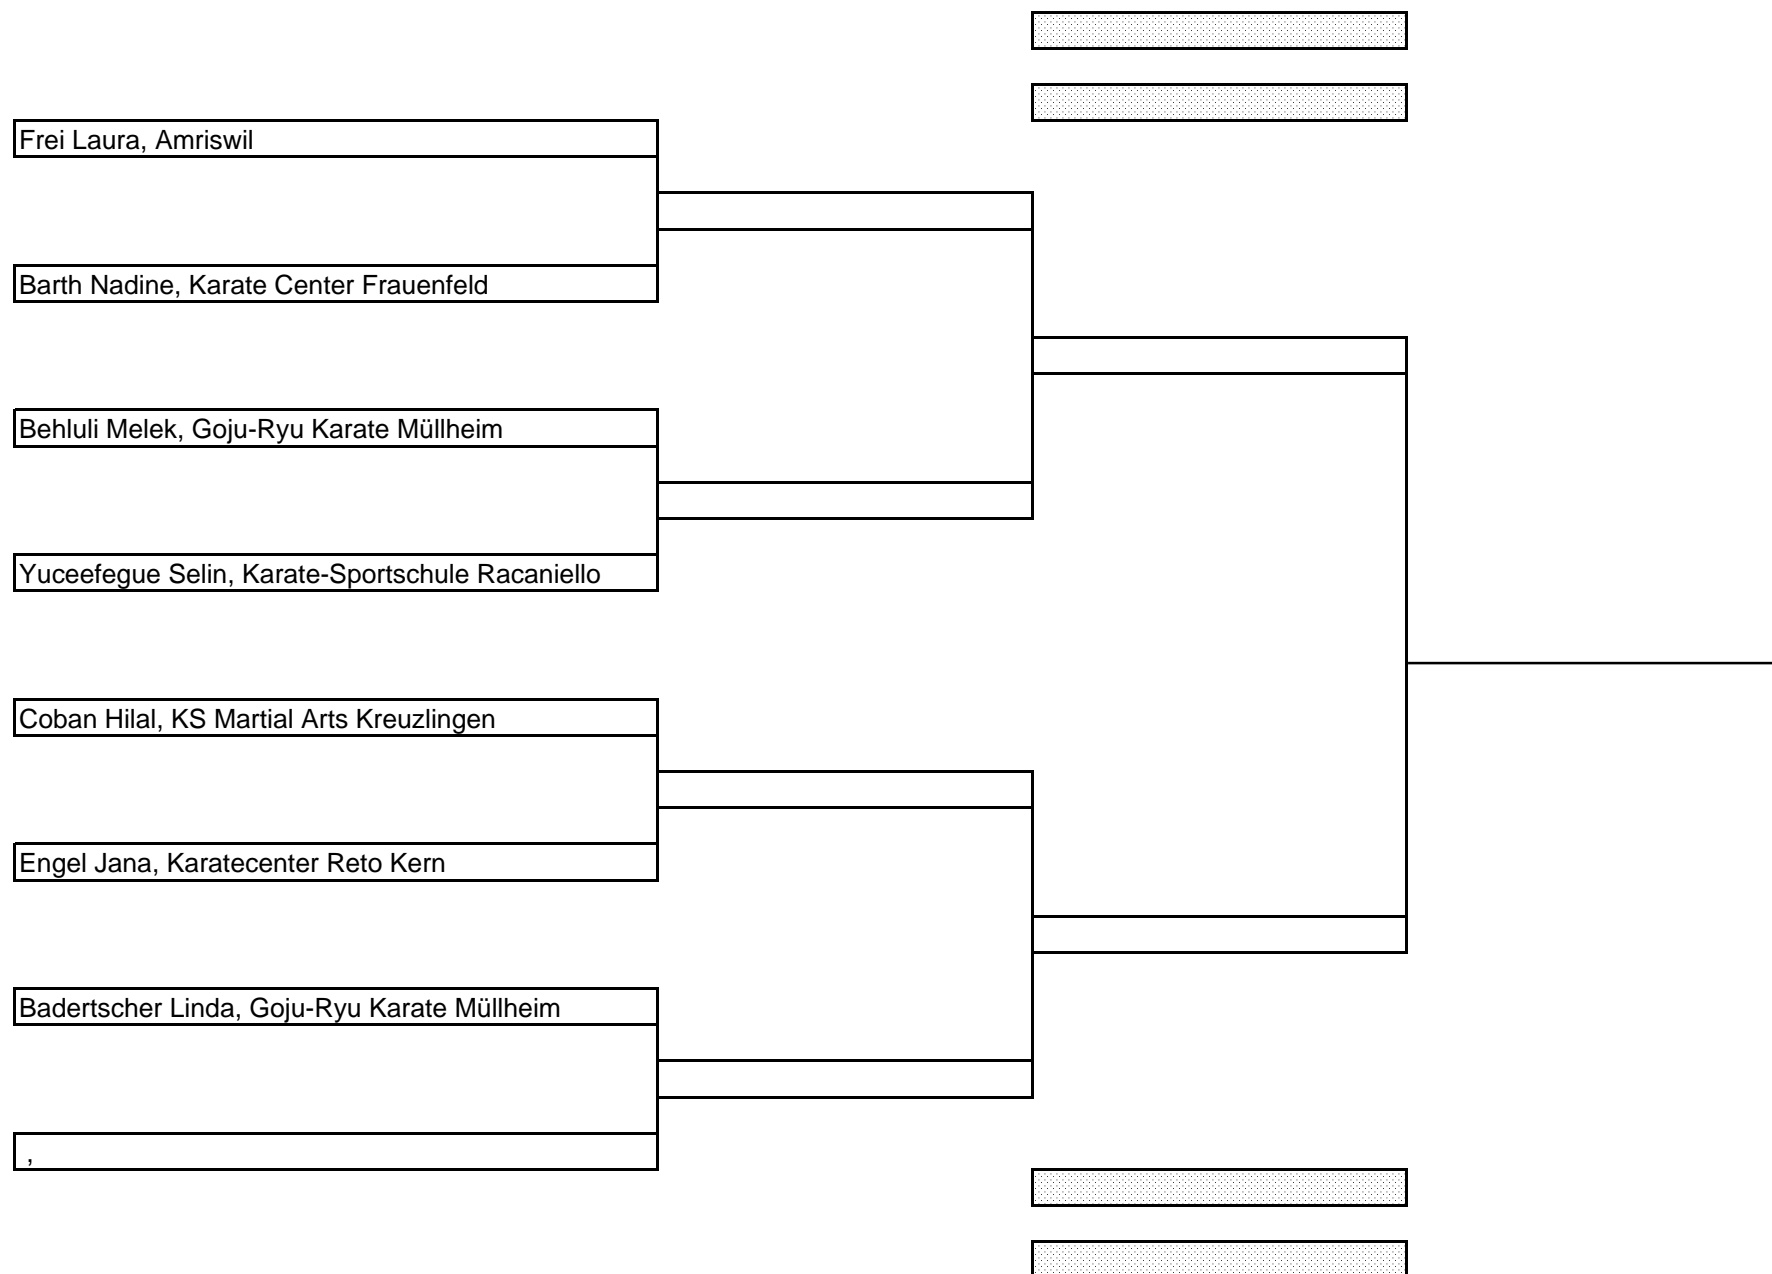 Frei Laura, Amriswil
Barth Nadine, Karate Center Frauenfeld
Behluli Melek, Goju-Ryu Karate Müllheim
Yuceefegue Selin, Karate-Sportschule Racaniello
Coban Hilal, KS Martial Arts Kreuzlingen
Engel Jana, Karatecenter Reto Kern
Badertscher Linda, Goju-Ryu Karate Müllheim
,